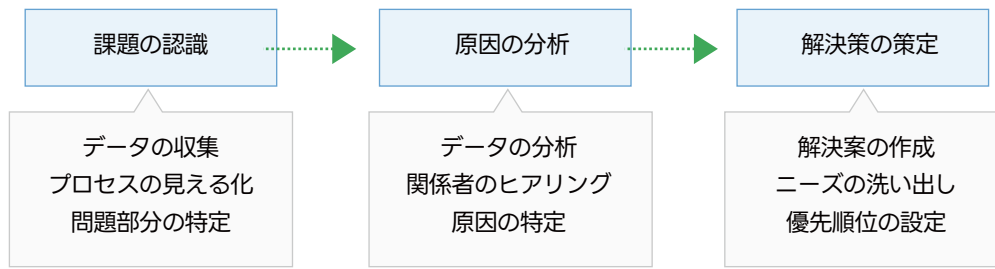 課題の認識
原因の分析
解決策の策定
データの収集
プロセスの見える化
問題部分の特定
データの分析
関係者のヒアリング
原因の特定
解決案の作成
ニーズの洗い出し
優先順位の設定